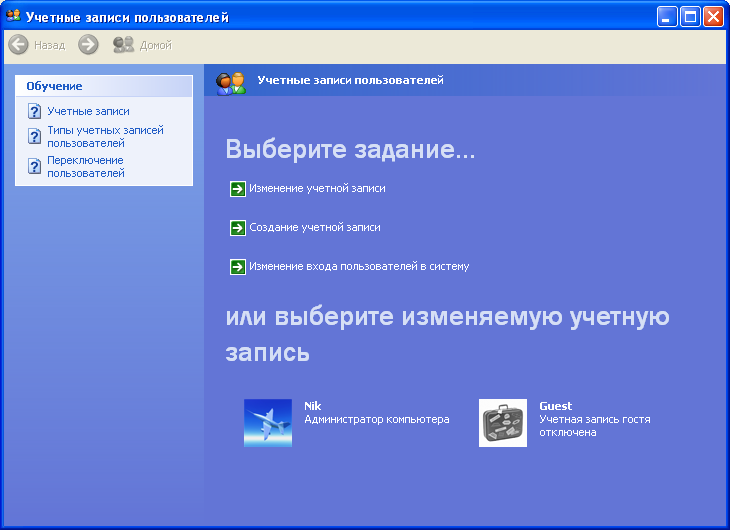 Учетные записи пользователей
Назад
Домой
Обучение
Учетные записи
Типы учетных записей
пользователей
Переключение
пользователей
Учетные записи пользователей
Выберите задание...
Изменение учетной записи
Создание учетной записи
Изменение входа пользователей в систему
или выберите изменяемую учетную
запись
Nik
Администратор компьютера
Guest
Учетная запись гостя
отключена